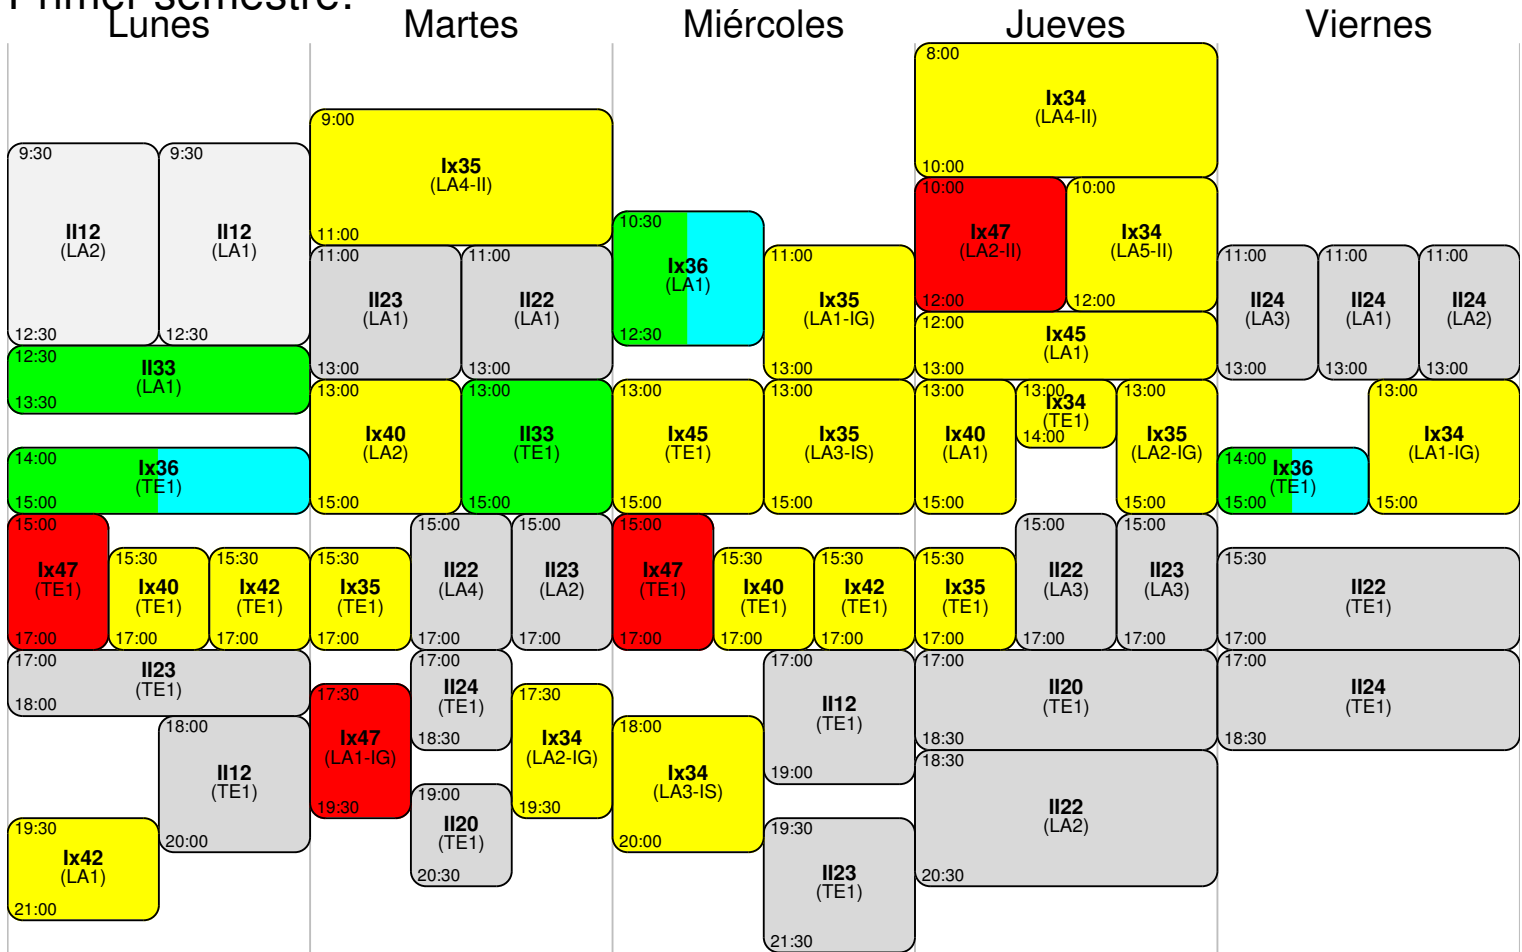 Primer semestre.
Lunes
Martes
Miércoles
Jueves
Viernes
9:30
II12
(LA2)
12:30
9:30
II12
(LA1)
12:30
12:30
II33
(LA1)
13:30
14:00
Ix36
(TE1)
15:00
15:00
Ix47
(TE1)
17:00
15:30
Ix40
(TE1)
17:00
15:30
Ix42
(TE1)
17:00
17:00
II23
(TE1)
18:00
18:00
II12
(TE1)
20:00
19:30
Ix42
(LA1)
21:00
9:00
Ix35
(LA4-II)
11:00
11:00
II23
(LA1)
13:00
11:00
II22
(LA1)
13:00
13:00
Ix40
(LA2)
15:00
13:00
II33
(TE1)
15:00
15:30
Ix35
(TE1)
17:00
15:00
II22
(LA4)
17:00
15:00
II23
(LA2)
17:00
17:30
Ix47
(LA1-IG)
19:30
17:00
II24
(TE1)
18:30
17:30
Ix34
(LA2-IG)
19:30
19:00
II20
(TE1)
20:30
10:30
Ix36
(LA1)
12:30
11:00
Ix35
(LA1-IG)
13:00
13:00
Ix45
(TE1)
15:00
13:00
Ix35
(LA3-IS)
15:00
15:00
Ix47
(TE1)
17:00
15:30
Ix40
(TE1)
17:00
15:30
Ix42
(TE1)
17:00
17:00
II12
(TE1)
19:00
18:00
Ix34
(LA3-IS)
20:00
19:30
II23
(TE1)
21:30
8:00
Ix34
(LA4-II)
10:00
10:00
Ix47
(LA2-II)
12:00
10:00
Ix34
(LA5-II)
12:00
12:00
Ix45
(LA1)
13:00
13:00
Ix40
(LA1)
15:00
13:00
Ix34
(TE1)
14:00
13:00
Ix35
(LA2-IG)
15:00
15:30
Ix35
(TE1)
17:00
15:00
II22
(LA3)
17:00
15:00
II23
(LA3)
17:00
17:00
II20
(TE1)
18:30
18:30
II22
(LA2)
20:30
11:00
II24
(LA3)
13:00
11:00
II24
(LA1)
13:00
11:00
II24
(LA2)
13:00
14:00
Ix36
(TE1)
15:00
13:00
Ix34
(LA1-IG)
15:00
15:30
II22
(TE1)
17:00
17:00
II24
(TE1)
18:30